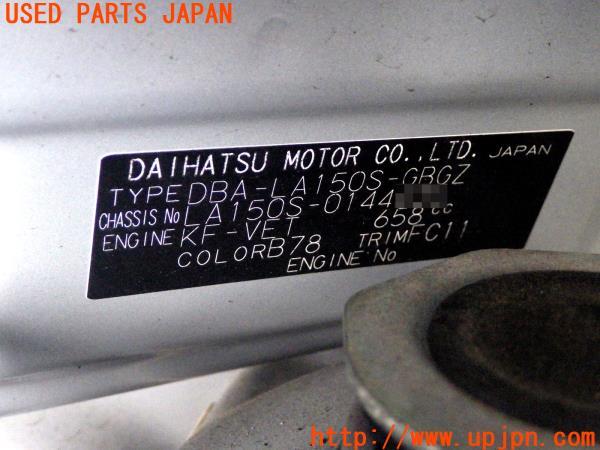 USED PARTS JAPAN
DAIHATSU MOTOR CO.,LTD. JAPAN
TYPE DBA-LA150S-GBGZ
CHASSIS No LA150S-0144
ENGINE KF-VET 658 cc
COLOR B78 TRIM FC11
ENGINE No
http://www.upjpn.com/